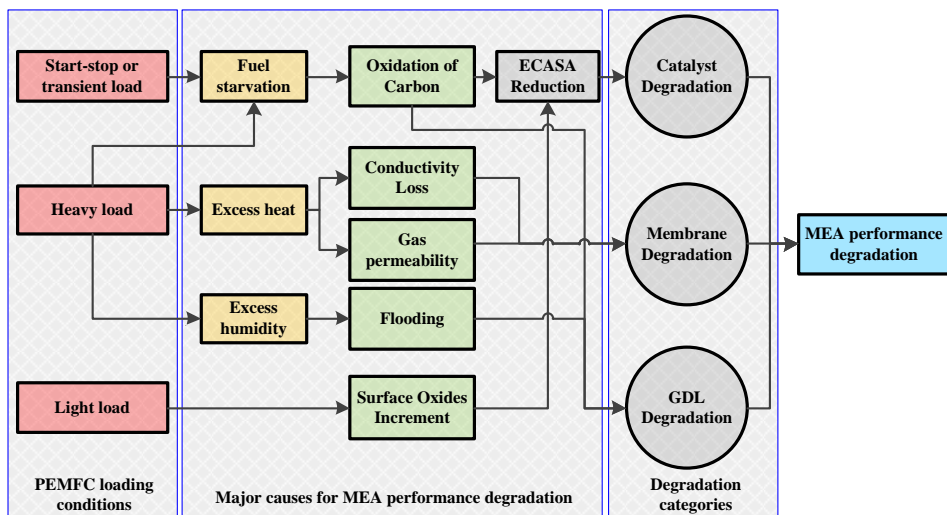 Start-stop or
transient load
Fuel
starvation
Oxidation of
Carbon
ECASA
Reduction
Catalyst
Degradation
Heavy load
Excess heat
Conductivity
Loss
Gas
permeability
Membrane
Degradation
MEA performance
degradation
Excess
humidity
Flooding
Light load
Surface Oxides
Increment
GDL
Degradation
PEMFC loading
conditions
Major causes for MEA performance degradation
Degradation
categories